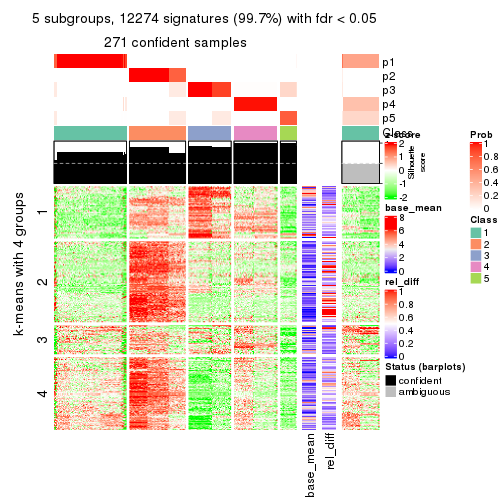 5 subgroups, 12274 signatures (99.7%) with fdr < 0.05
271 confident samples
p1
p2
p3
p4
p5
Class
Silhouette
score
k-means with 4 groups
1
2
3
4
base_mean
rel_diff
z-score
2
1
0
-1
-2
base_mean
8
6
4
2
0
rel_diff
1
0.8
0.6
0.4
0.2
0
Status (barplots)
confident
ambiguous
Prob
1
0.8
0.6
0.4
0.2
0
Class
1
2
3
4
5